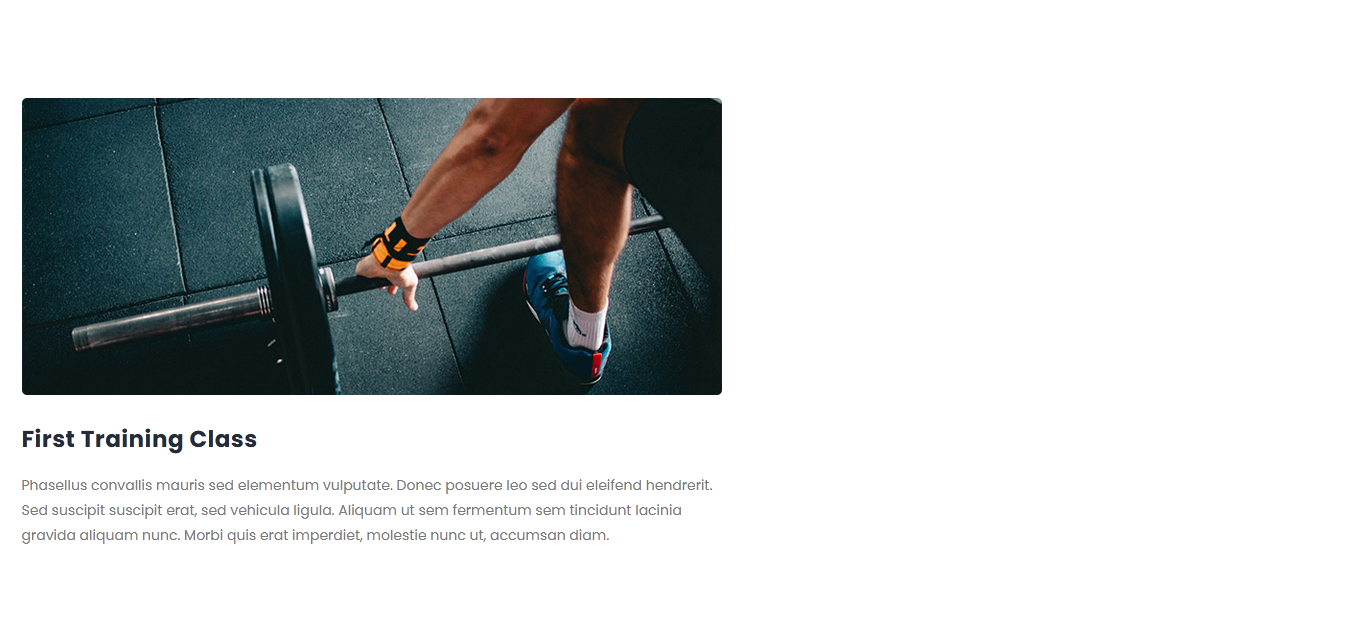 First Training Class
Phasellus convallis mauris sed elementum vulputate. Donec posuere leo sed dui eleifend hendrerit.
Sed suscipit suscipit erat, sed vehicula ligula. Aliquam ut sem fermentum sem tincidunt lacinia
gravida aliquam nunc. Morbi quis erat imperdiet, molestie nunc ut, accumsan diam.